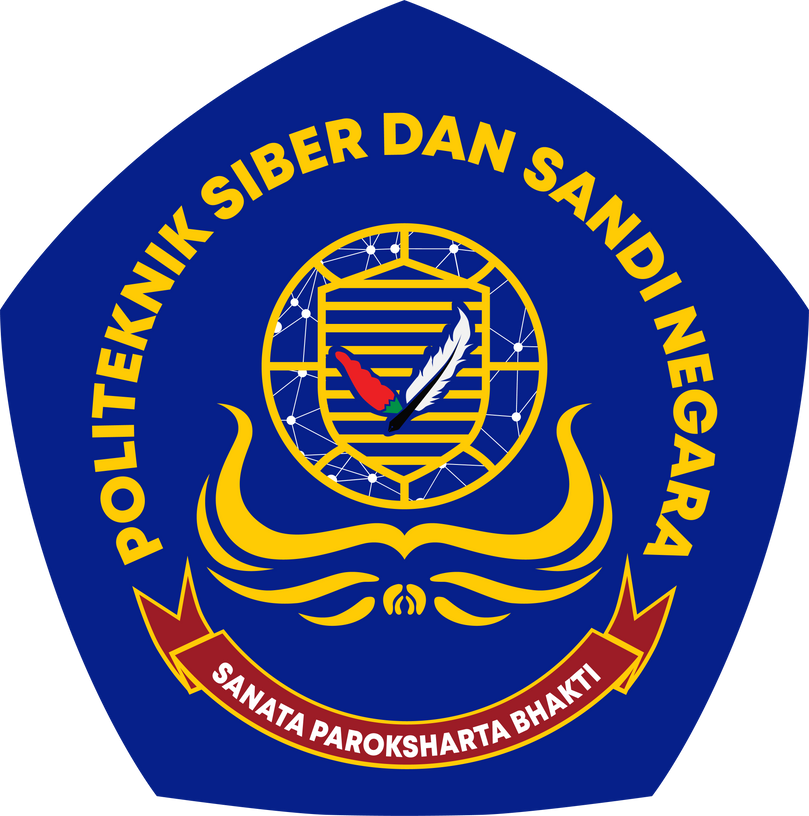 POLITEKNIK SIBER DAN SANDI NEGARA
SANATA PAROKSHARTA BHAKTI